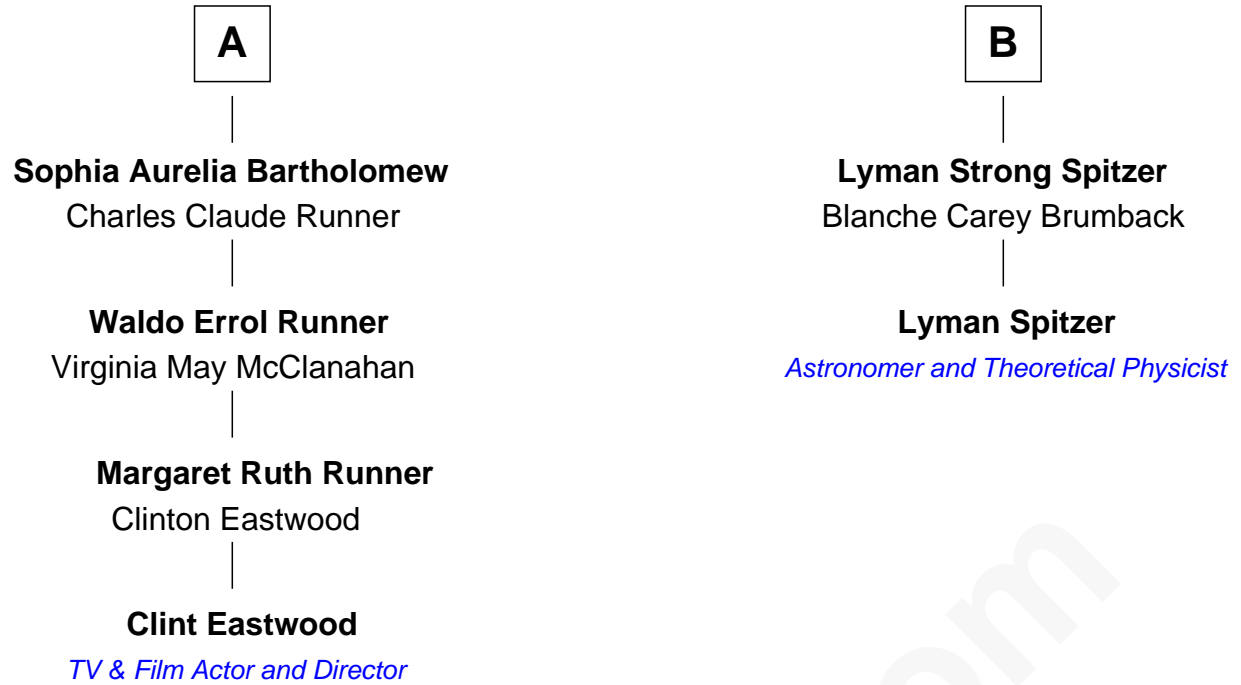 A
Sophia Aurelia Bartholomew
Charles Claude Runner
Waldo Errol Runner
Virginia May McClanahan
Margaret Ruth Runner
Clinton Eastwood
Clint Eastwood
TV & Film Actor and Director
B
Lyman Strong Spitzer
Blanche Carey Brumback
Lyman Spitzer
Astronomer and Theoretical Physicist
om